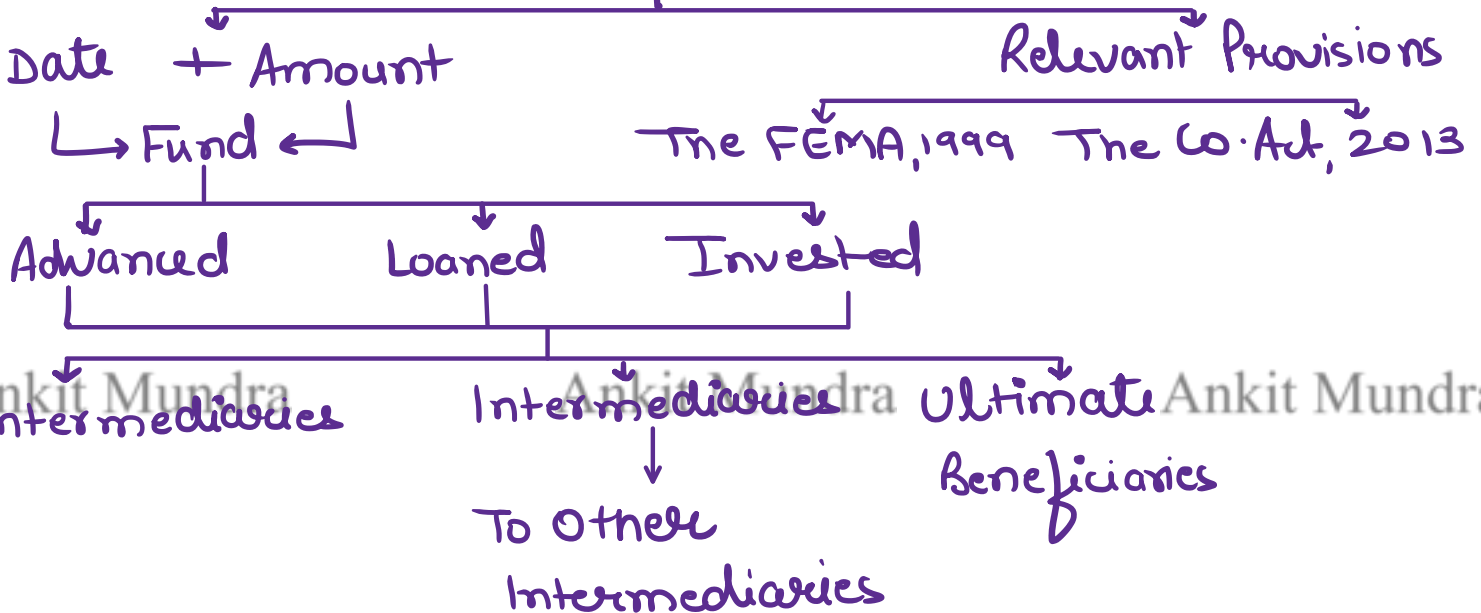 Date + Amount Relevant Provisions
Fund The FEMA,1999 The Co. Act, 2013
Advanced Loaned Invested
Ankit Mundra Ankit Mundra Ankit Mundra
Intermediaries Intermediaries Ultimate
Beneficiaries
To Other
Intermediaries